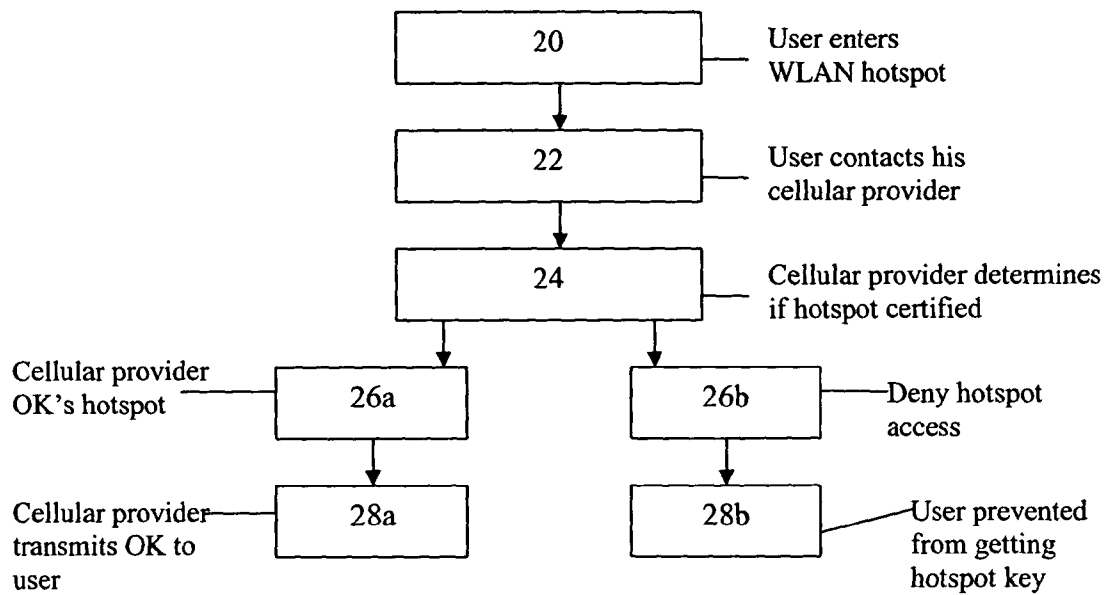 20
User enters
WLAN hotspot
22
User contacts his
cellular provider
24
Cellular provider determines
if hotspot certified
Cellular provider
OK's hotspot
26a
26b
Deny hotspot
access
Cellular provider
transmits OK to
user
28a
28b
User prevented
from getting
hotspot key